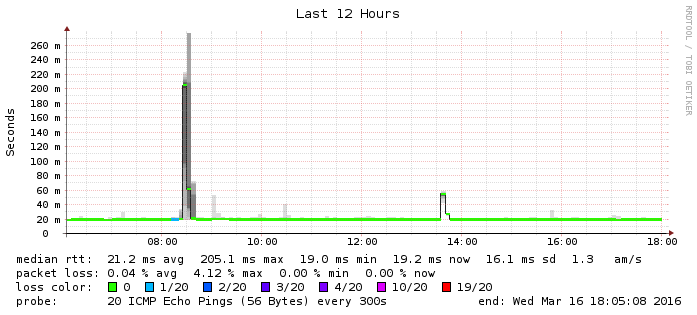 Last 12 Hours
RRDTOOL / TOBI OETIKER
Seconds
260 m
240 m
220 m
200 m
180 m
160 m
140 m
120 m
100 m
80 m
60 m
40 m
20 m
0
08:00 10:00 12:00 14:00 16:00 18:00
median rtt: 21.2 ms avg 205.1 ms max 19.0 ms min 19.2 ms now 16.1 ms sd 1.3 am/s
packet loss: 0.04 % avg 4.12 % max 0.00 % min 0.00 % now
loss color: 0 1/20 2/20 3/20 4/20 10/20 19/20
probe: 20 ICMP Echo Pings (56 Bytes) every 300s end: Wed Mar 16 18:05:08 2016